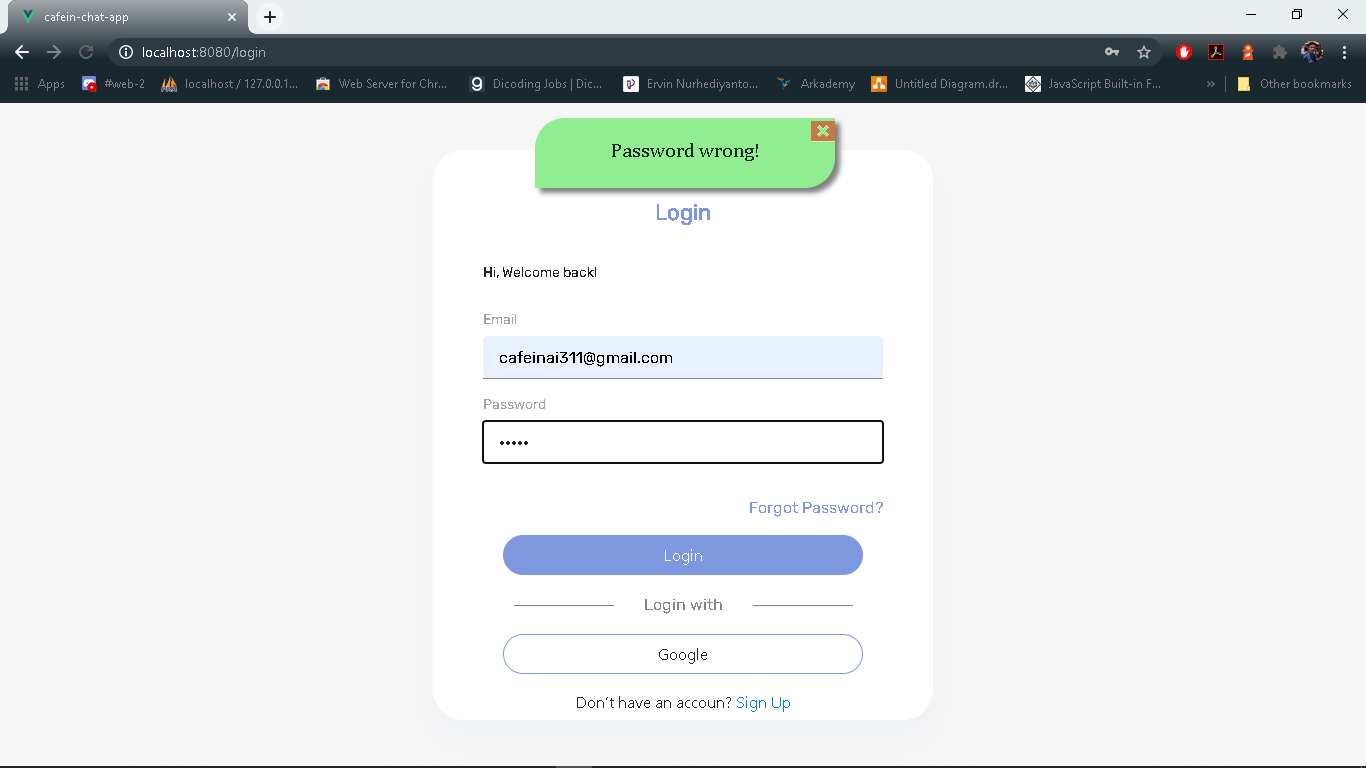 cafein-chat-app
localhost:8080/login
Apps
#web-2
localhost / 127.0.0.1...
Web Server for Chr...
Dicoding Jobs | Dic...
Ervin Nurhediyanto...
Arkademy
Untitled Diagram.dr...
JavaScript Built-in F...
»
Other bookmarks
Password wrong!
Login
Hi, Welcome back!
Email
cafeinai311@gmail.com
Password
•••••
Forgot Password?
Login
Login with
Google
Don't have an accoun? Sign Up